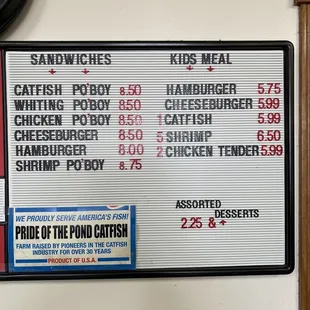 SANDWICHES
CATFISH PO'BOY 8.50
WHITING PO'BOY 8.50
CHICKEN PO'BOY 8.50
CHEESEBURGER 8.50
HAMBURGER 8.00
SHRIMP PO'BOY 8.75
KIDS MEAL
HAMBURGER 5.75
CHEESEBURGER 5.99
1 CATFISH 5.99
5 SHRIMP 6.50
2 CHICKEN TENDER 5.99
ASSORTED
DESSERTS
2.25 &
WE PROUDLY SERVE AMERICA'S FISH!
PRIDE OF THE POND CATFISH
FARM RAISED BY PIONEERS IN THE CATFISH
INDUSTRY FOR OVER 30 YEARS
PRODUCT OF U.S.A.